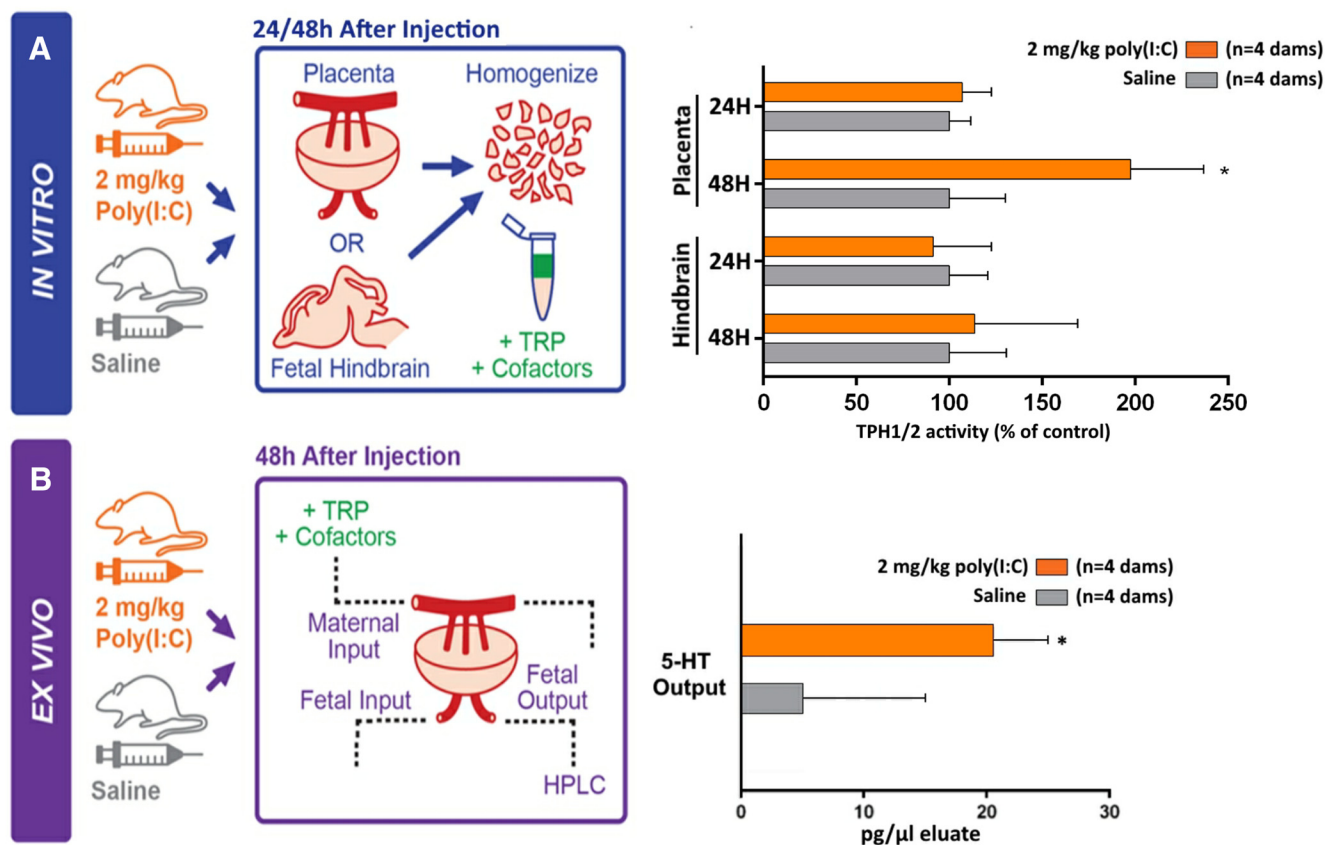 A
IN VITRO
2 mg/kg
Poly(I:C)
Saline
24/48h After Injection
Placenta
Homogenize
OR
Fetal Hindbrain
+ TRP
+ Cofactors
2 mg/kg poly(I:C) (n=4 dams)
Saline (n=4 dams)
Placenta
24H
48H
Hindbrain
24H
48H
*
0 50 100 150 200 250
TPH1/2 activity (% of control)
B
EX VIVO
2 mg/kg
Poly(I:C)
Saline
48h After Injection
+ TRP
+ Cofactors
Maternal
Input
Fetal Input
Fetal
Output
HPLC
2 mg/kg poly(I:C) (n=4 dams)
Saline (n=4 dams)
5-HT
Output
*
0 10 20 30
pg/µl eluate